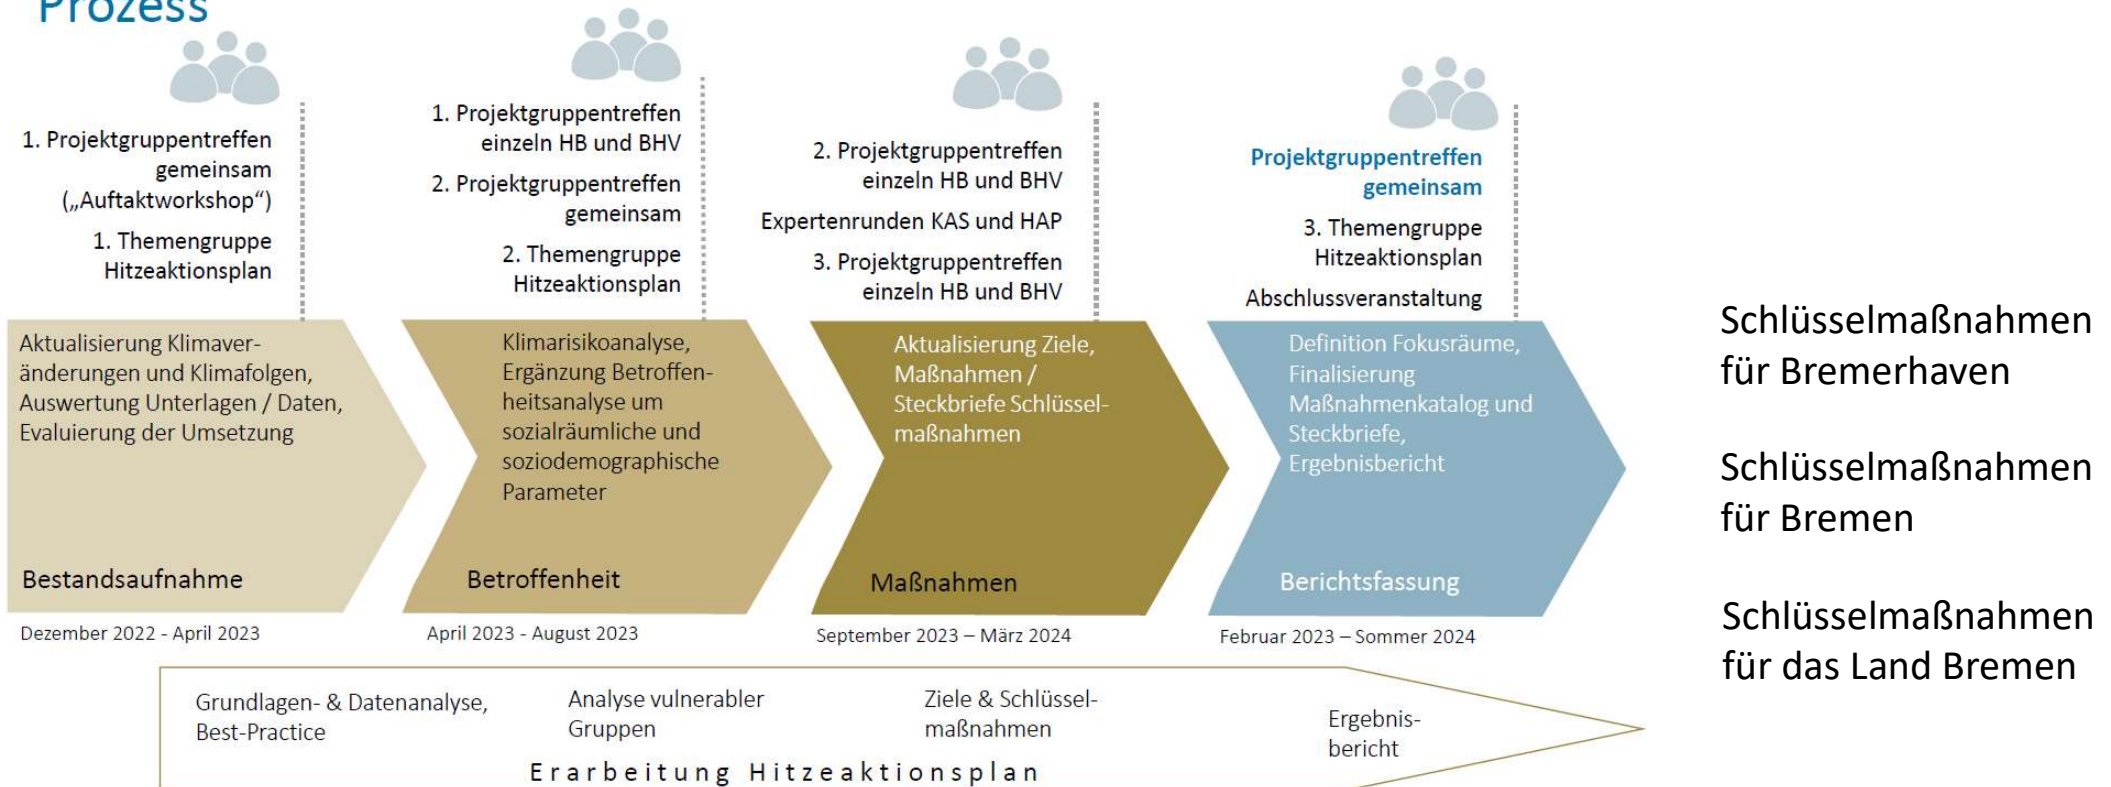 Prozess
1. Projektgruppentreffen
gemeinsam
(„Auftaktworkshop“)
1. Themengruppe
Hitzeaktionsplan
1. Projektgruppentreffen
einzeln HB und BHV
2. Projektgruppentreffen
gemeinsam
2. Themengruppe
Hitzeaktionsplan
2. Projektgruppentreffen
einzeln HB und BHV
Expertenrunden KAS und HAP
3. Projektgruppentreffen
einzeln HB und BHV
Projektgruppentreffen
gemeinsam
3. Themengruppe
Hitzeaktionsplan
Abschlussveranstaltung
Aktualisierung Klimaver-
änderungen und Klimafolgen,
Auswertung Unterlagen / Daten,
Evaluierung der Umsetzung
Bestandsaufnahme
Dezember 2022 - April 2023
Klimarisikoanalyse,
Ergänzung Betroffen-
heitsanalyse um
sozialräumliche und
soziodemographische
Parameter
Betroffenheit
April 2023 - August 2023
Aktualisierung Ziele,
Maßnahmen /
Steckbriefe Schlüssel-
maßnahmen
Maßnahmen
September 2023 – März 2024
Definition Fokusräume,
Finalisierung
Maßnahmenkatalog und
Steckbriefe,
Ergebnisbericht
Berichtsfassung
Februar 2023 – Sommer 2024
Schlüsselmaßnahmen
für Bremerhaven
Schlüsselmaßnahmen
für Bremen
Schlüsselmaßnahmen
für das Land Bremen
Grundlagen- & Datenanalyse,
Best-Practice
Analyse vulnerabler
Gruppen
Ziele & Schlüssel-
maßnahmen
Ergebnis-
bericht
Erarbeitung Hitzeaktionsplan